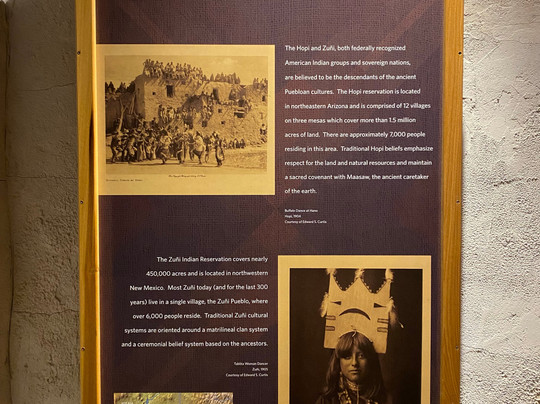 The Hopi and Zuñi, both federally recognized
American Indian groups and sovereign nations,
are believed to be the descendants of the ancient
Puebloan cultures. The Hopi reservation is located
in northeastern Arizona and is comprised of 12 villages
on three mesas which cover more than 1.5 million
acres of land. There are approximately 7,000 people
residing in this area. Traditional Hopi beliefs emphasize
respect for the land and natural resources and maintain
a sacred covenant with Maasaw, the ancient caretaker
of the earth.
Buffalo Dance at Hano
Hopi, 1904
Courtesy of Edward S. Curtis
The Zuñi Indian Reservation covers nearly
450,000 acres and is located in northwestern
New Mexico. Most Zuñi today (and for the last 300
years) live in a single village, the Zuñi Pueblo, where
over 6,000 people reside. Traditional Zuñi cultural
systems are oriented around a matrilineal clan system
and a ceremonial belief system based on the ancestors.
Tablita Woman Dancer
Zuñi,
Courtesy of Edward S. Curtis